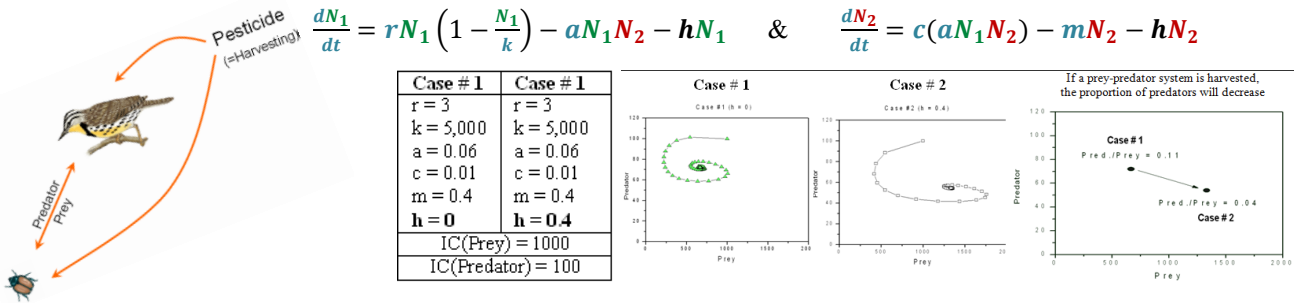 Pesticide
(=Harvesting)
Predator
Prey
dN₁/dt = rN₁(1 − N₁/k) − aN₁N₂ − hN₁ & dN₂/dt = c(aN₁N₂) − mN₂ − hN₂
Case # 1 Case # 1
r = 3 r = 3
k = 5,000 k = 5,000
a = 0.06 a = 0.06
c = 0.01 c = 0.01
m = 0.4 m = 0.4
h = 0 h = 0.4
IC(Prey) = 1000
IC(Predator) = 100
Case # 1
Case #1 (h = 0)
120
100
80
60
40
20
0
Predator
0 500 1000 1500 200
Prey
Case # 2
Case #2 (h = 0.4)
120
100
80
60
40
20
0
Predator
0 500 1000 1500 200
Prey
If a prey-predator system is harvested,
the proportion of predators will decrease
120
100
80
60
40
20
0
Predator
Case # 1
Pred./Prey = 0.11
Pred./Prey = 0.04
Case # 2
0 500 1000 1500 2000
Prey